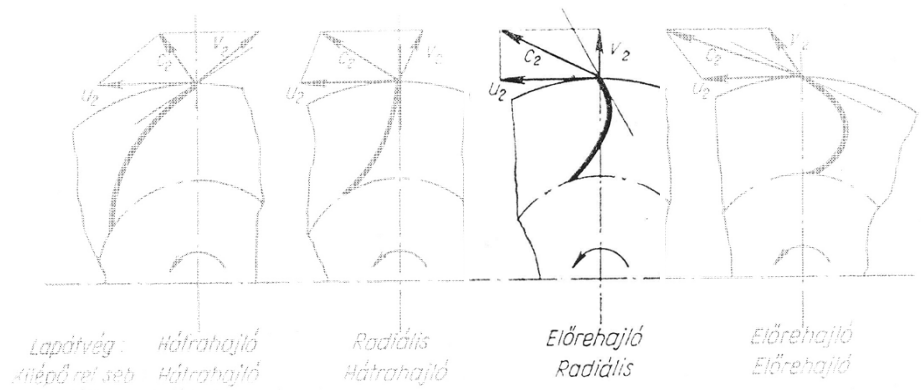 c₂ v₂ u₂
c₂ v₂ u₂
c₂ v₂ u₂
c₂ v₂ u₂
Lapátvég: Hátrahajló Radiális Előrehajló Előrehajló
Kilépő rel seb Hátrahajló Hátrahajló Radiális Előrehajló